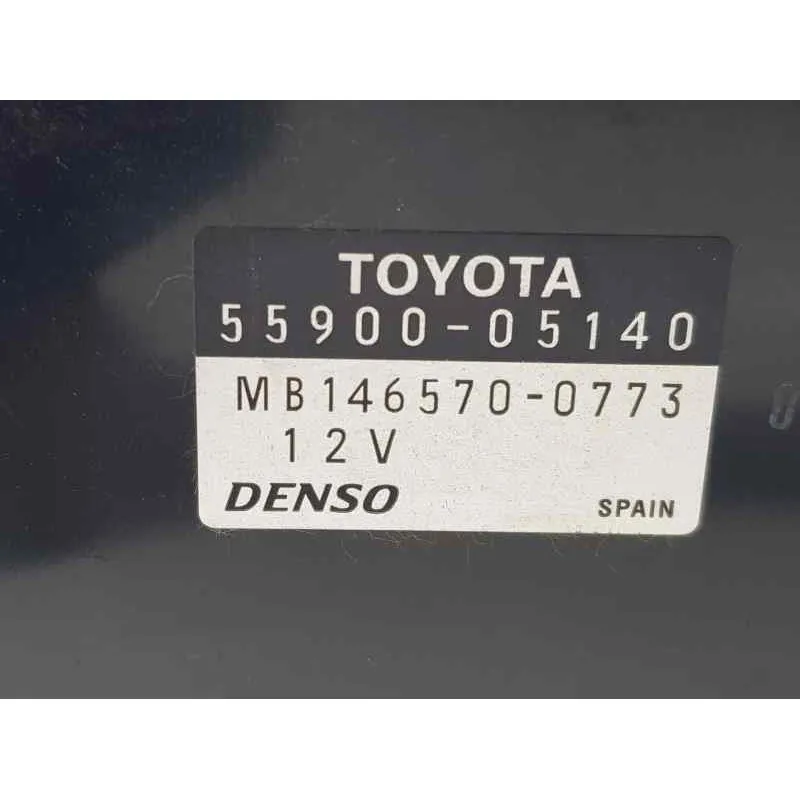 TOYOTA
55900-05140
MB146570-0773
12V
DENSO
SPAIN